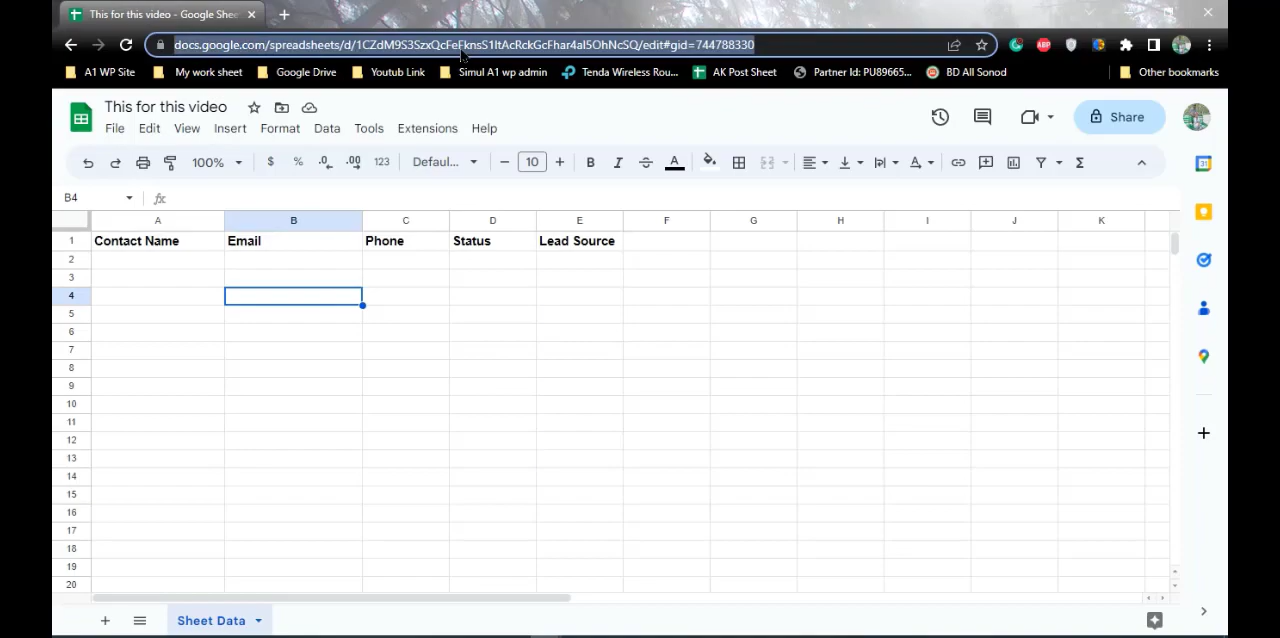 This for this video - Google Shee
docs.google.com/spreadsheets/d/1CZdM9S3SzxQcFeFknsS1ItAcRckGcFhar4al5OhNcSQ/edit#gid=744788330
A1 WP Site My work sheet Google Drive Youtub Link Simul A1 wp admin Tenda Wireless Rou... AK Post Sheet Partner Id: PU89665... BD All Sonod Other bookmarks
This for this video
File Edit View Insert Format Data Tools Extensions Help
Share
100% $ % .0 .00 123 Defaul... 10 B I A
B4 fx
A B C D E F G H I J K
1 Contact Name Email Phone Status Lead Source
2
3
4
5
6
7
8
9
10
11
12
13
14
15
16
17
18
19
20
Sheet Data